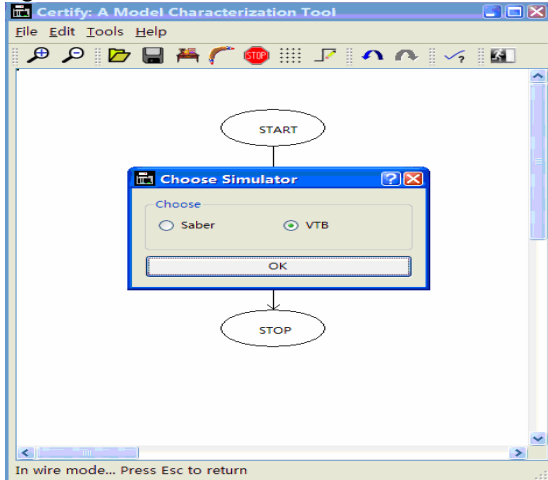 Certify: A Model Characterization Tool
File Edit Tools Help
STOP
START
Choose Simulator
Choose
Saber VTB
OK
STOP
In wire mode... Press Esc to return